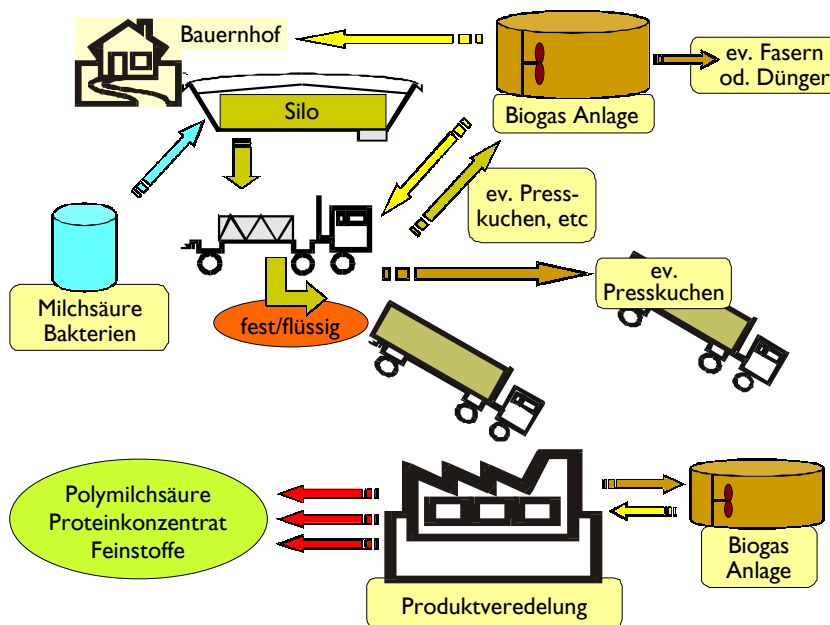 Bauernhof
ev. Fasern
od. Dünger
Silo
Biogas Anlage
ev. Press-
kuchen, etc
Milchsäure
Bakterien
ev.
Presskuchen
fest/flüssig
Polymilchsäure
Proteinkonzentrat
Feinstoffe
Biogas
Anlage
Produktveredelung